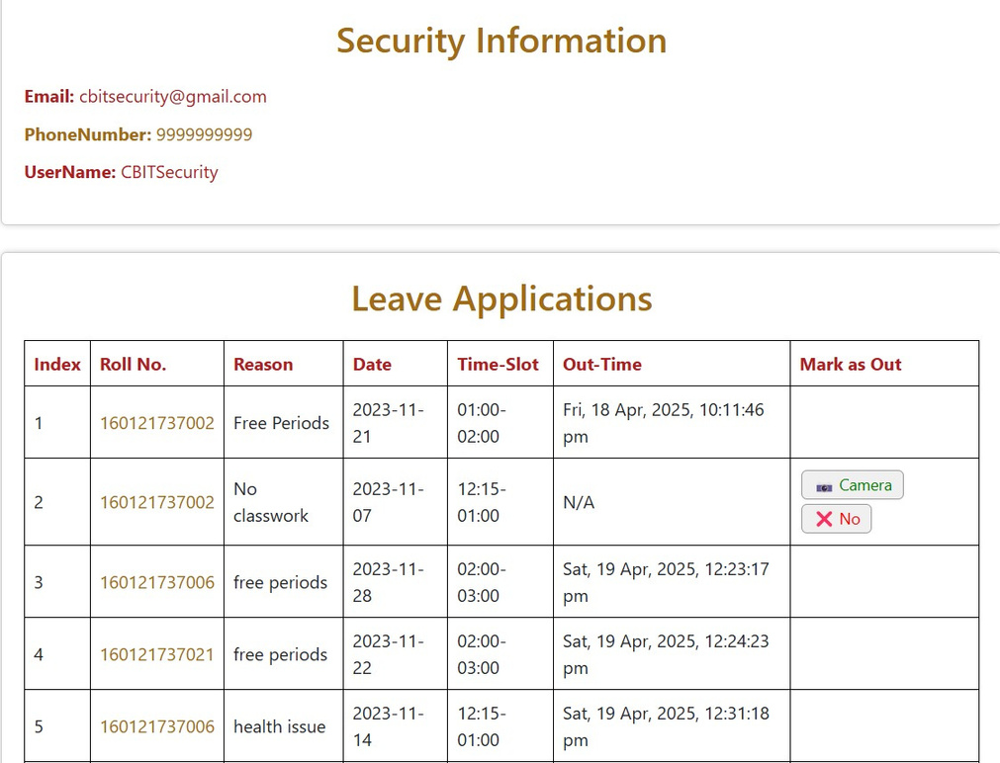 Security Information
Email: cbitsecurity@gmail.com
PhoneNumber: 9999999999
UserName: CBITSecurity
Leave Applications
Index Roll No. Reason Date Time-Slot Out-Time Mark as Out
1 160121737002 Free Periods 2023-11-21 01:00-02:00 Fri, 18 Apr, 2025, 10:11:46 pm
2 160121737002 No classwork 2023-11-07 12:15-01:00 N/A Camera No
3 160121737006 free periods 2023-11-28 02:00-03:00 Sat, 19 Apr, 2025, 12:23:17 pm
4 160121737021 free periods 2023-11-22 02:00-03:00 Sat, 19 Apr, 2025, 12:24:23 pm
5 160121737006 health issue 2023-11-14 12:15-01:00 Sat, 19 Apr, 2025, 12:31:18 pm